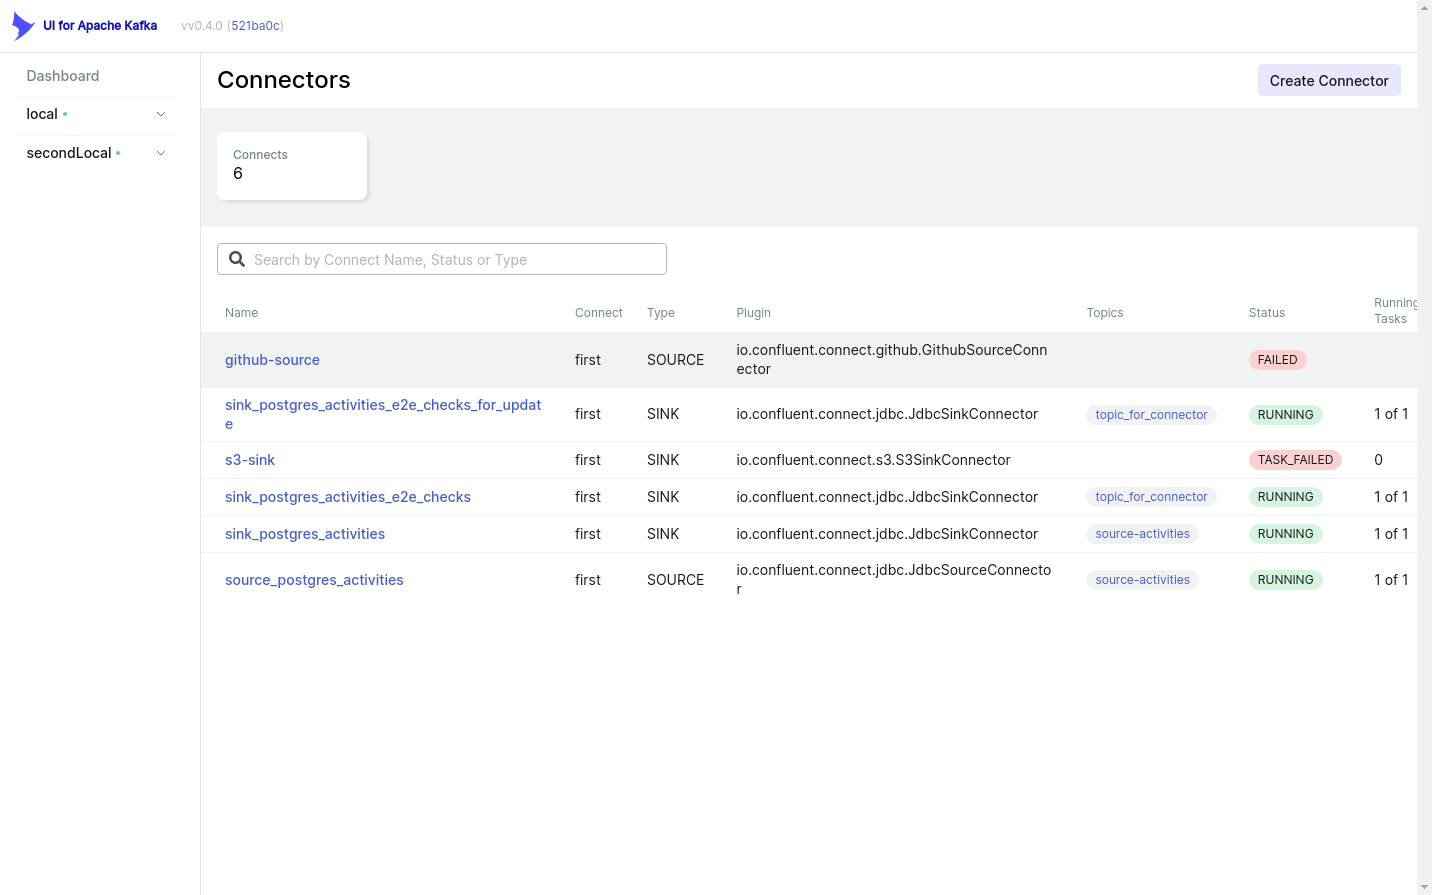 UI for Apache Kafka vv0.4.0 (521ba0c)
Dashboard
local
secondLocal
Connectors
Create Connector
Connects
6
Search by Connect Name, Status or Type
Name Connect Type Plugin Topics Status Running
Tasks
github-source first SOURCE io.confluent.connect.github.GithubSourceConn
ector FAILED
sink_postgres_activities_e2e_checks_for_updat
e first SINK io.confluent.connect.jdbc.JdbcSinkConnector topic_for_connector RUNNING 1 of 1
s3-sink first SINK io.confluent.connect.s3.S3SinkConnector TASK_FAILED 0
sink_postgres_activities_e2e_checks first SINK io.confluent.connect.jdbc.JdbcSinkConnector topic_for_connector RUNNING 1 of 1
sink_postgres_activities first SINK io.confluent.connect.jdbc.JdbcSinkConnector source-activities RUNNING 1 of 1
source_postgres_activities first SOURCE io.confluent.connect.jdbc.JdbcSourceConnecto
r source-activities RUNNING 1 of 1